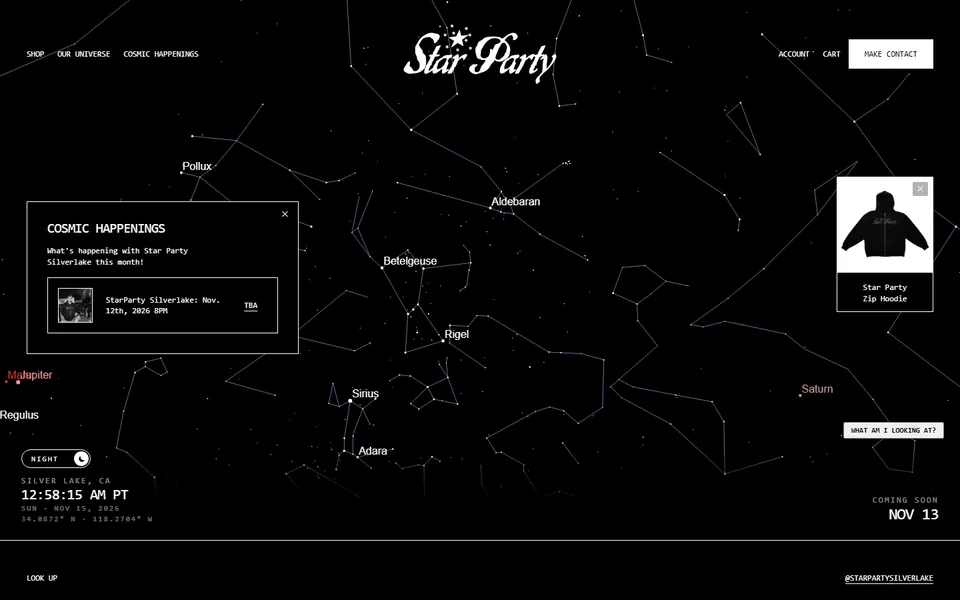 SHOP
OUR UNIVERSE
COSMIC HAPPENINGS
Star Party
ACCOUNT
CART
MAKE CONTACT
Pollux
Aldebaran
COSMIC HAPPENINGS
What's happening with Star Party
Silverlake this month!
StarParty Silverlake: Nov.
12th, 2026 8PM
TBA
Betelgeuse
Star Party
Star Party
Zip Hoodie
Rigel
Jupiter
Saturn
Sirius
Regulus
WHAT AM I LOOKING AT?
Adara
NIGHT
SILVER LAKE, CA
12:58:15 AM PT
SUN · NOV 15, 2026
34.0872° N · 118.2704° W
COMING SOON
NOV 13
LOOK UP
@STARPARTYSILVERLAKE